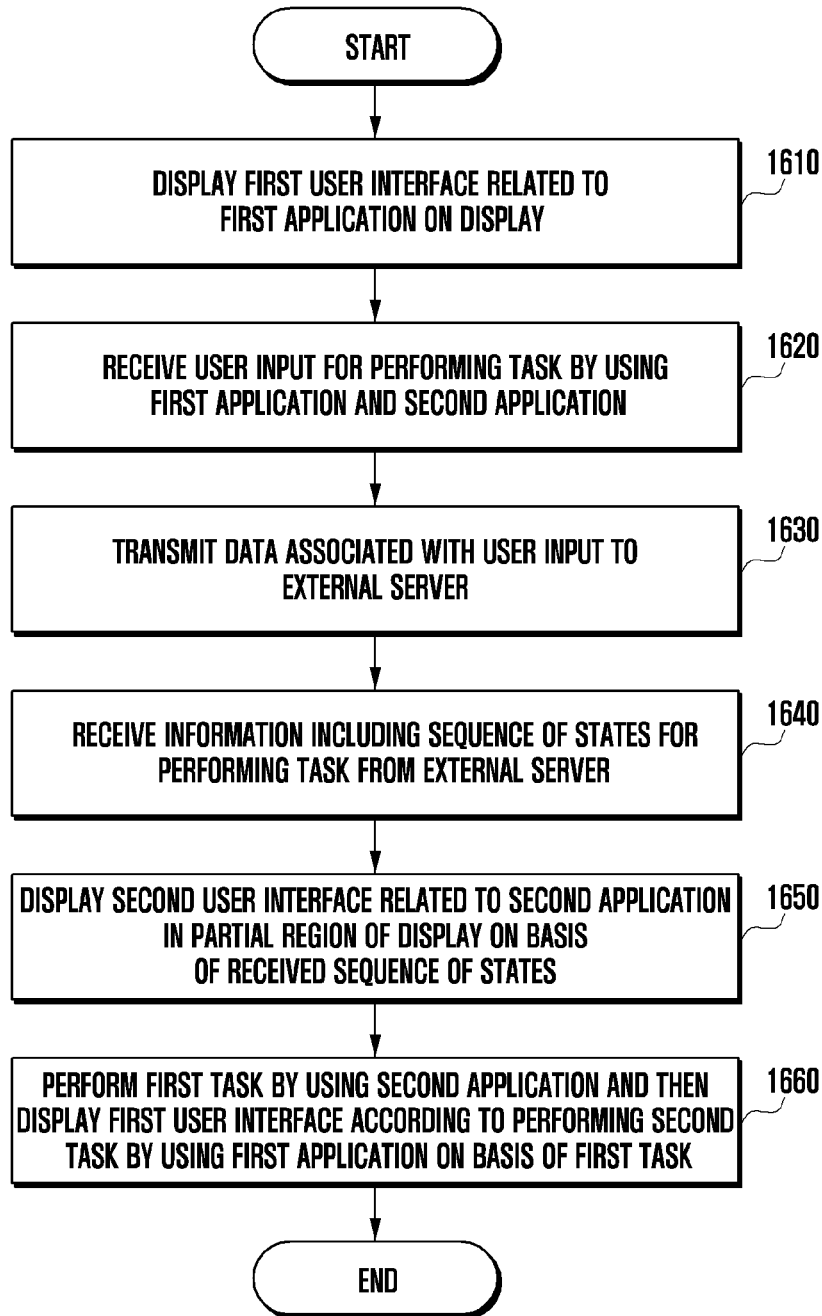 START
1610
DISPLAY FIRST USER INTERFACE RELATED TO
FIRST APPLICATION ON DISPLAY
1620
RECEIVE USER INPUT FOR PERFORMING TASK BY USING
FIRST APPLICATION AND SECOND APPLICATION
1630
TRANSMIT DATA ASSOCIATED WITH USER INPUT TO
EXTERNAL SERVER
1640
RECEIVE INFORMATION INCLUDING SEQUENCE OF STATES FOR
PERFORMING TASK FROM EXTERNAL SERVER
1650
DISPLAY SECOND USER INTERFACE RELATED TO SECOND APPLICATION
IN PARTIAL REGION OF DISPLAY ON BASIS
OF RECEIVED SEQUENCE OF STATES
1660
PERFORM FIRST TASK BY USING SECOND APPLICATION AND THEN
DISPLAY FIRST USER INTERFACE ACCORDING TO PERFORMING SECOND
TASK BY USING FIRST APPLICATION ON BASIS OF FIRST TASK
END